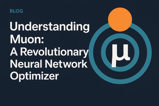 BLOG
Understanding
Muon:
A Revolutionary
Neural Network
Optimizer
μ